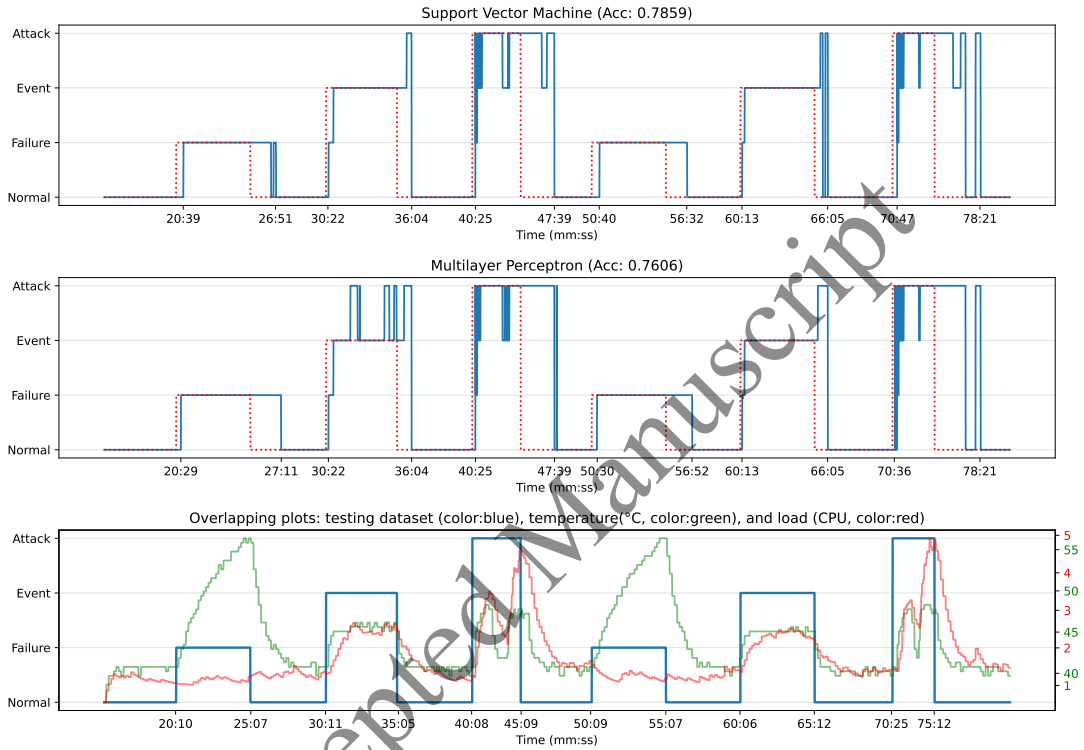 Support Vector Machine (Acc: 0.7859)
Attack
Event
Failure
Normal
20:39 26:51 30:22 36:04 40:25 47:39 50:40 56:32 60:13 66:05 70:47 78:21
Time (mm:ss)
Multilayer Perceptron (Acc: 0.7606)
Attack
Event
Failure
Normal
20:29 27:11 30:22 36:04 40:25 47:39 50:30 56:52 60:13 66:05 70:36 78:21
Time (mm:ss)
Overlapping plots: testing dataset (color:blue), temperature(°C, color:green), and load (CPU, color:red)
Attack
Event
Failure
Normal
5
55
4
50
3
45
2
40
1
20:10 25:07 30:11 35:05 40:08 45:09 50:09 55:07 60:06 65:12 70:25 75:12
Time (mm:ss)
epted Manuscript